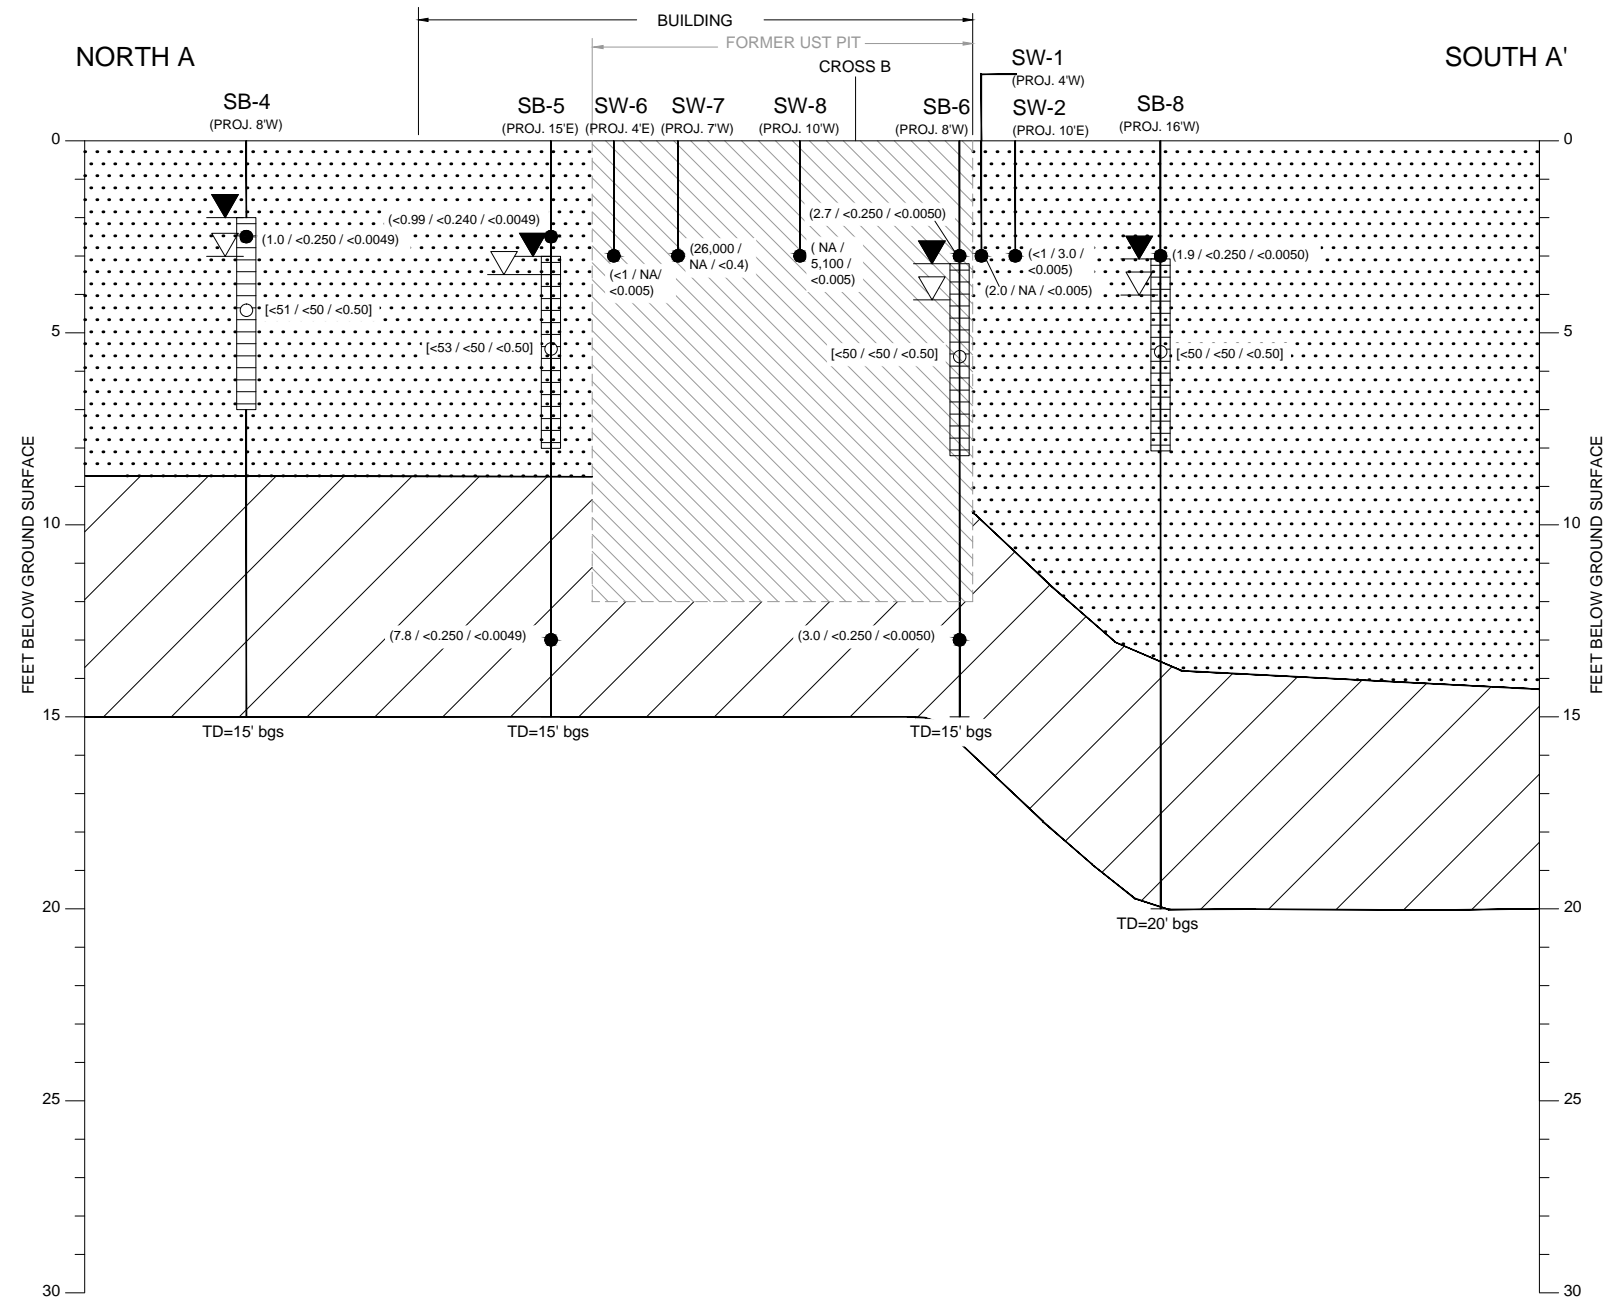 BUILDING
FORMER UST PIT
NORTH A
SOUTH A'
CROSS B
SW-1
(PROJ. 4'W)
SB-4
(PROJ. 8'W)
SB-5
(PROJ. 15'E)
SW-6
(PROJ. 4'E)
SW-7
(PROJ. 7'W)
SW-8
(PROJ. 10'W)
SB-6
(PROJ. 8'W)
SW-2
(PROJ. 10'E)
SB-8
(PROJ. 16'W)
0
0
(<0.99 / <0.240 / <0.0049)
(2.7 / <0.250 / <0.0050)
(1.0 / <0.250 / <0.0049)
(26,000 /
NA / <0.4)
( NA /
5,100 /
<0.005)
(<1 / 3.0 /
<0.005)
(1.9 / <0.250 / <0.0050)
(<1 / NA/
<0.005)
(2.0 / NA / <0.005)
[<51 / <50 / <0.50]
5
5
[<53 / <50 / <0.50]
[<50 / <50 / <0.50]
[<50 / <50 / <0.50]
FEET BELOW GROUND SURFACE
FEET BELOW GROUND SURFACE
10
10
(7.8 / <0.250 / <0.0049)
(3.0 / <0.250 / <0.0050)
15
15
TD=15' bgs
TD=15' bgs
TD=15' bgs
20
20
TD=20' bgs
25
25
30
30